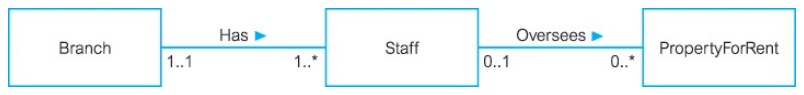 Has ► Oversees ►
Branch Staff PropertyForRent
1..1 1..* 0..1 0..*